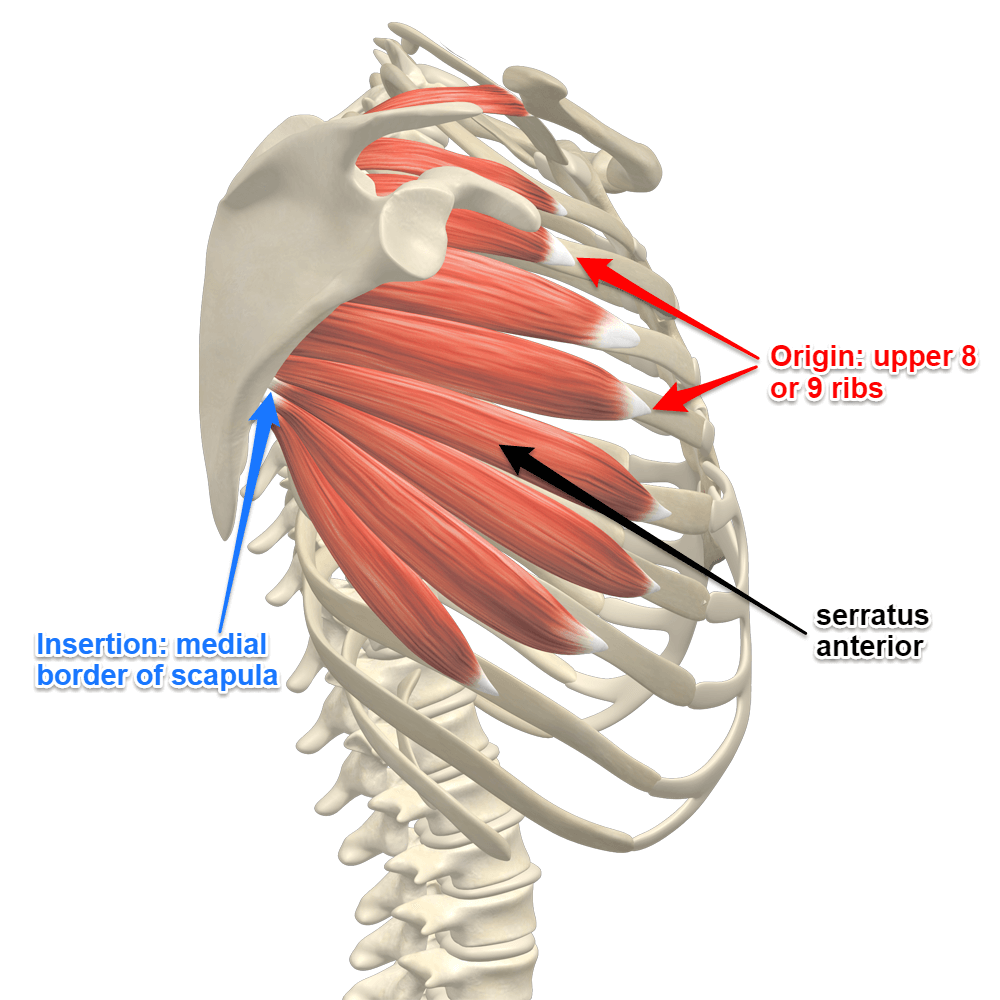 Origin: upper 8
or 9 ribs
serratus
anterior
Insertion: medial
border of scapula